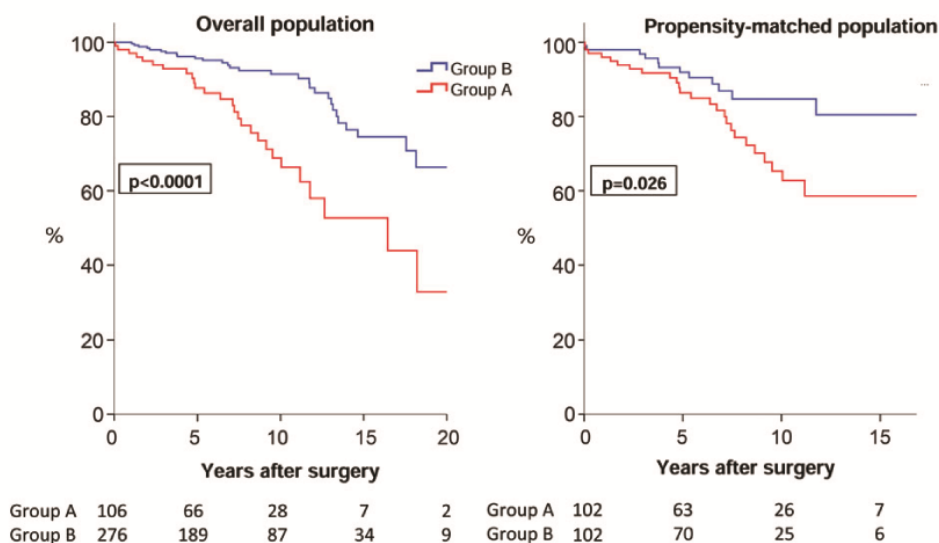 Overall population
100
80
60
40
20
0
%
Group B
Group A
p<0.0001
0 5 10 15 20
Years after surgery
Group A 106 66 28 7 2
Group B 276 189 87 34 9
Propensity-matched population
100
80
60
40
20
0
%
...
p=0.026
0 5 10 15
Years after surgery
Group A 102 63 26 7
Group B 102 70 25 6